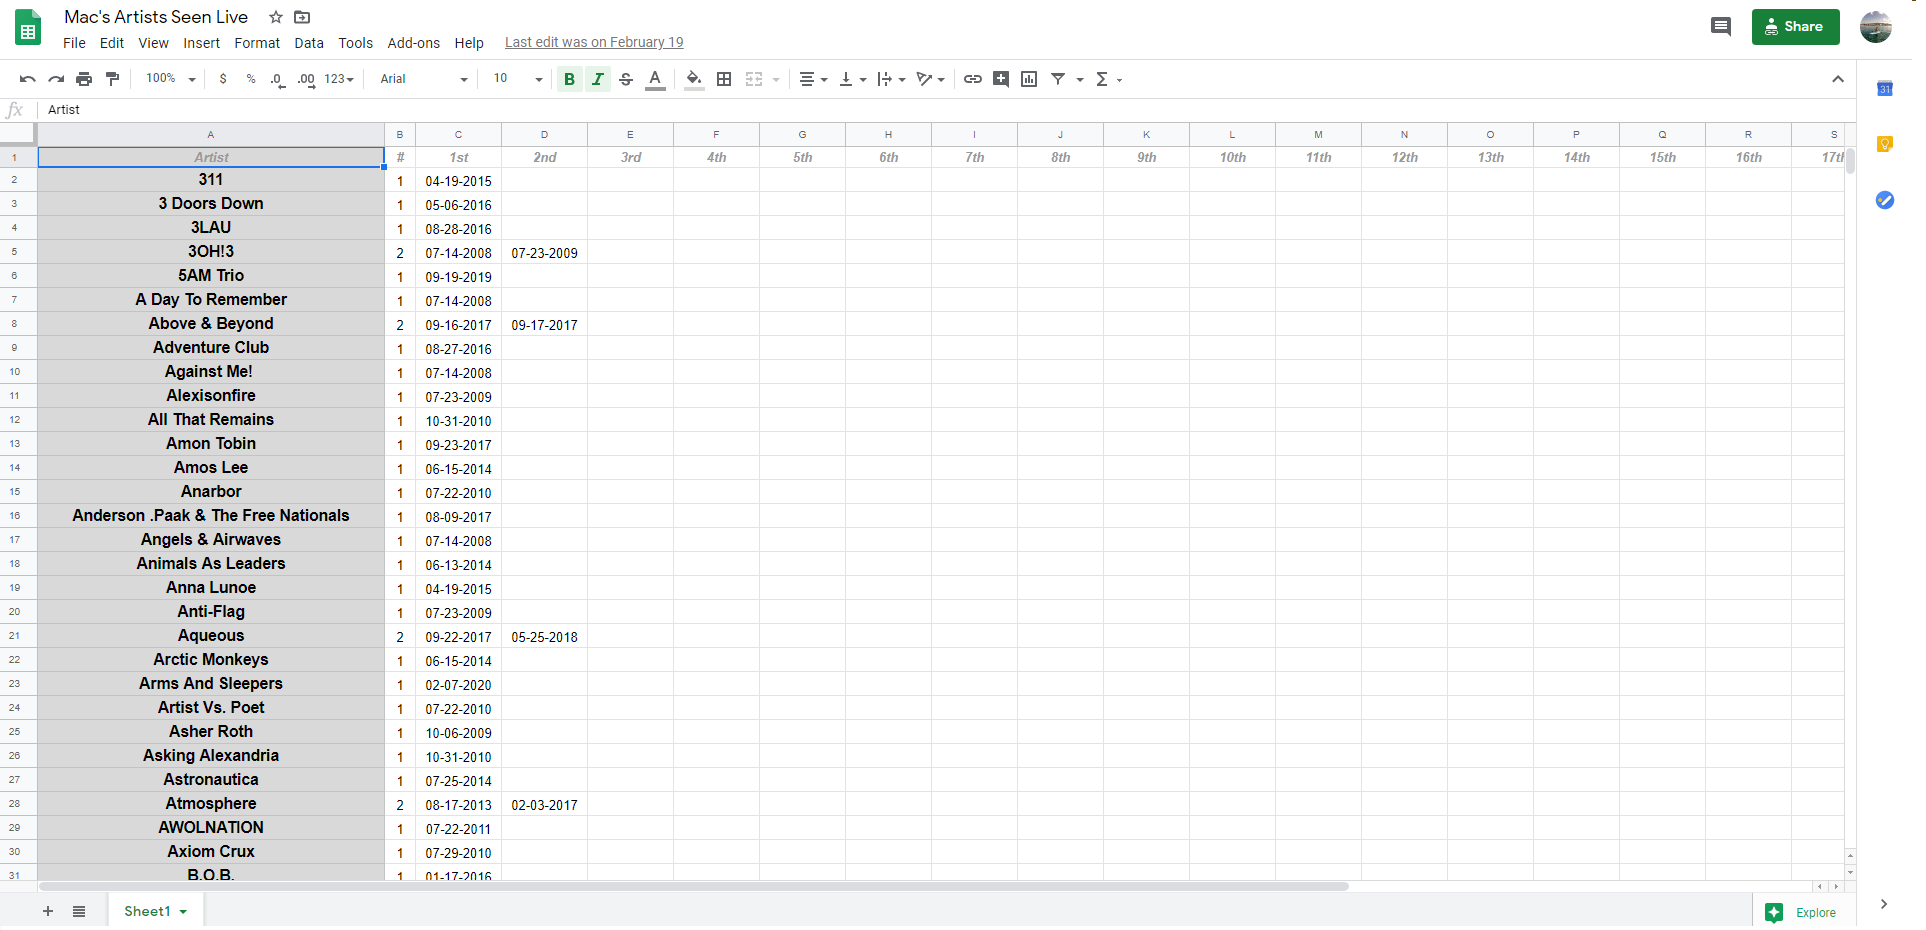 Mac's Artists Seen Live
File Edit View Insert Format Data Tools Add-ons Help Last edit was on February 19
Share
100% $ % .0 .00 123 Arial 10 B I S A
fx Artist
A B C D E F G H I J K L M N O P Q R S
1 Artist # 1st 2nd 3rd 4th 5th 6th 7th 8th 9th 10th 11th 12th 13th 14th 15th 16th 17th
2 311 1 04-19-2015
3 3 Doors Down 1 05-06-2016
4 3LAU 1 08-28-2016
5 3OH!3 2 07-14-2008 07-23-2009
6 5AM Trio 1 09-19-2019
7 A Day To Remember 1 07-14-2008
8 Above & Beyond 2 09-16-2017 09-17-2017
9 Adventure Club 1 08-27-2016
10 Against Me! 1 07-14-2008
11 Alexisonfire 1 07-23-2009
12 All That Remains 1 10-31-2010
13 Amon Tobin 1 09-23-2017
14 Amos Lee 1 06-15-2014
15 Anarbor 1 07-22-2010
16 Anderson .Paak & The Free Nationals 1 08-09-2017
17 Angels & Airwaves 1 07-14-2008
18 Animals As Leaders 1 06-13-2014
19 Anna Lunoe 1 04-19-2015
20 Anti-Flag 1 07-23-2009
21 Aqueous 2 09-22-2017 05-25-2018
22 Arctic Monkeys 1 06-15-2014
23 Arms And Sleepers 1 02-07-2020
24 Artist Vs. Poet 1 07-22-2010
25 Asher Roth 1 10-06-2009
26 Asking Alexandria 1 10-31-2010
27 Astronautica 1 07-25-2014
28 Atmosphere 2 08-17-2013 02-03-2017
29 AWOLNATION 1 07-22-2011
30 Axiom Crux 1 07-29-2010
31 B.O.B. 1 01-17-2016
Sheet1
Explore
31